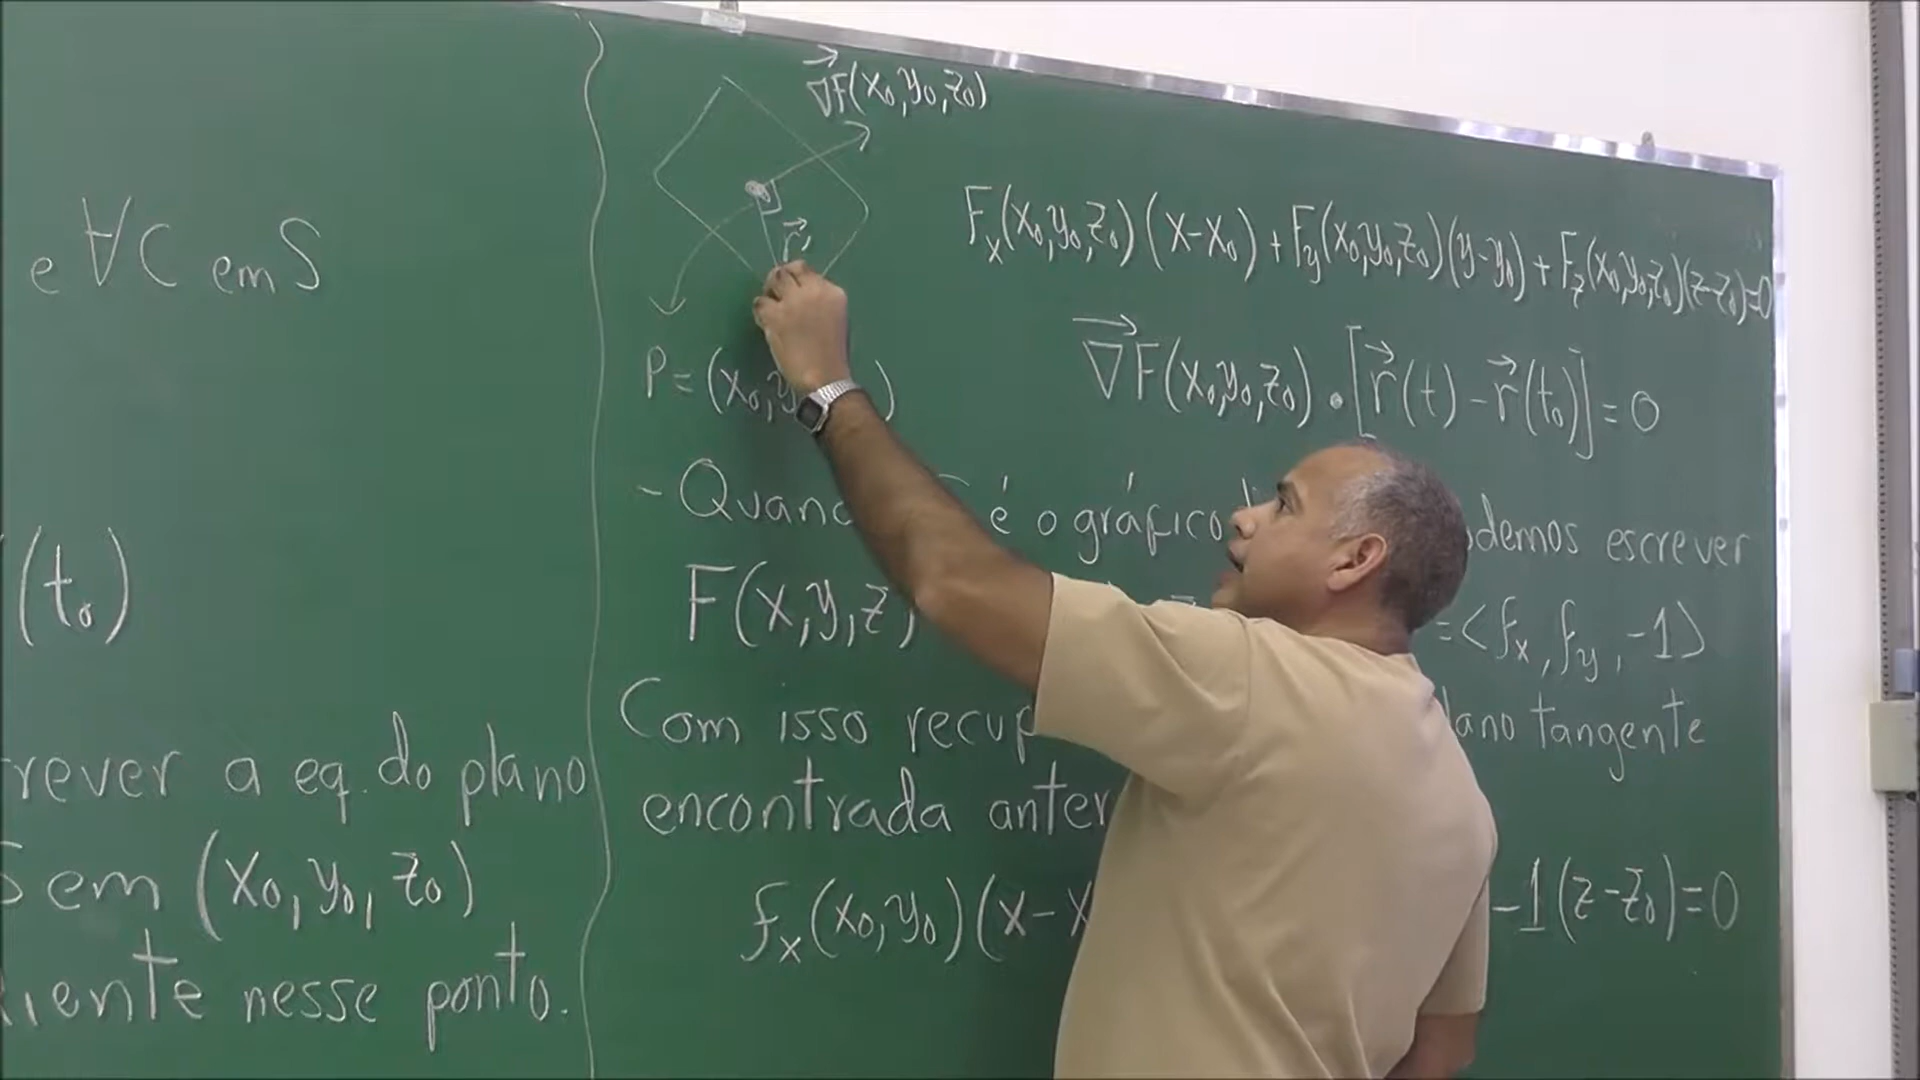 e ∀C em S
(t₀)
rever a eq. do plano
S em (x₀, y₀, z₀)
iente nesse ponto.
∇⃗F(x₀, y₀, z₀)
r⃗'
P = (x₀, y )
Fₓ(x₀, y₀, z₀)(x-x₀) + Fy(x₀, y₀, z₀)(y-y₀) + Fz(x₀, y₀, z₀)(z-z₀)=0
∇⃗F(x₀, y₀, z₀) • [r⃗(t) - r⃗(t₀)] = 0
- Quand é o gráfico demos escrever
F(x, y, z) = <fₓ, fy, -1>
Com isso recup lano tangente
encontrada anter
fₓ(x₀, y₀)(x-x -1(z-z₀)=0